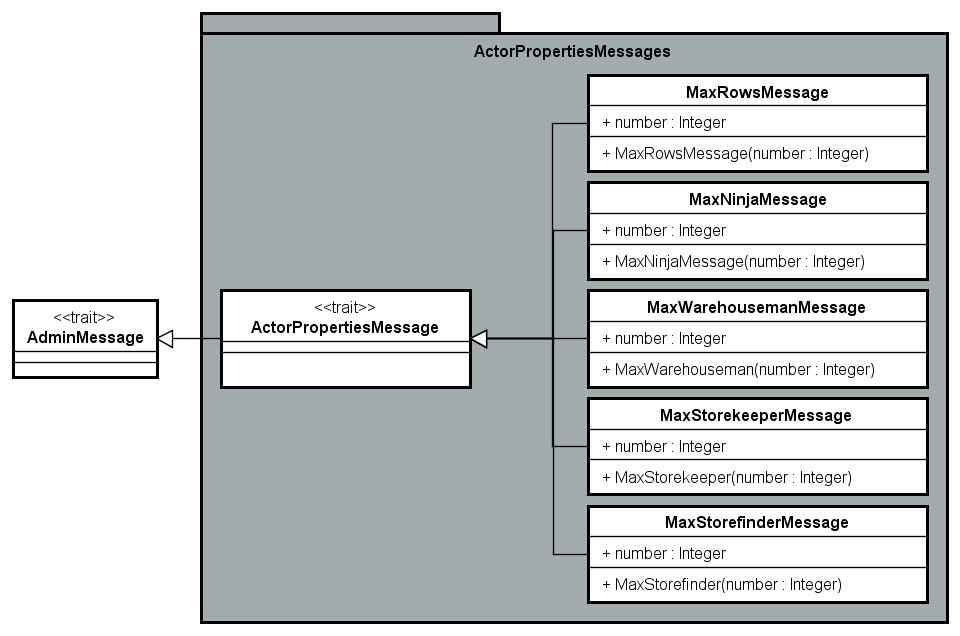 ActorPropertiesMessages
MaxRowsMessage
+ number : Integer
+ MaxRowsMessage(number : Integer)
MaxNinjaMessage
+ number : Integer
+ MaxNinjaMessage(number : Integer)
<<trait>>
AdminMessage
<<trait>>
ActorPropertiesMessage
MaxWarehousemanMessage
+ number : Integer
+ MaxWarehouseman(number : Integer)
MaxStorekeeperMessage
+ number : Integer
+ MaxStorekeeper(number : Integer)
MaxStorefinderMessage
+ number : Integer
+ MaxStorefinder(number : Integer)